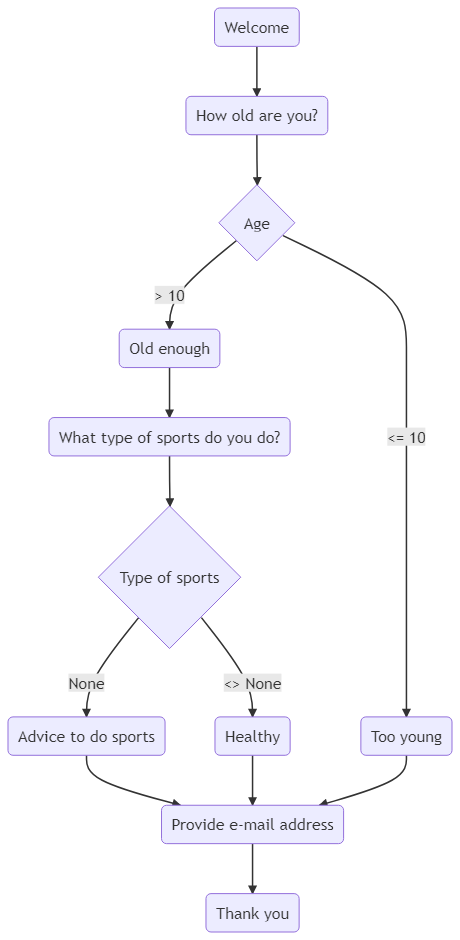 Welcome
How old are you?
Age
> 10
Old enough
What type of sports do you do?
<= 10
Type of sports
None
<> None
Advice to do sports
Healthy
Too young
Provide e-mail address
Thank you